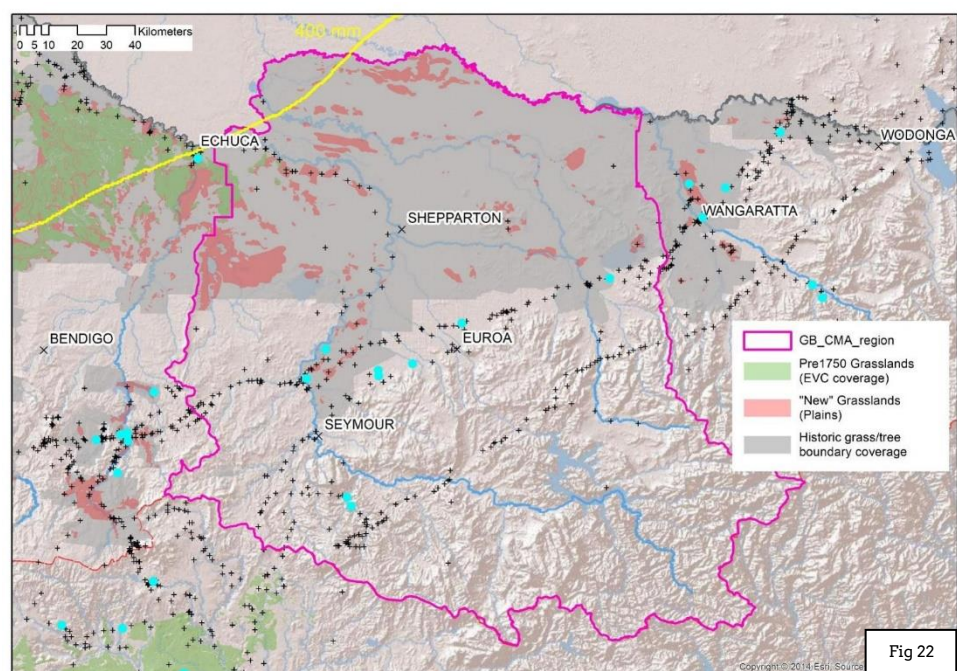 400 mm
Kilometers
0 5 10 20 30 40
ECHUCA
WODONGA
SHEPPARTON
WANGARATTA
BENDIGO
EUROA
SEYMOUR
GB_CMA_region
Pre1750 Grasslands
(EVC coverage)
"New" Grasslands
(Plains)
Historic grass/tree
boundary coverage
Copyright © 2014 Esri, Source
Fig 22